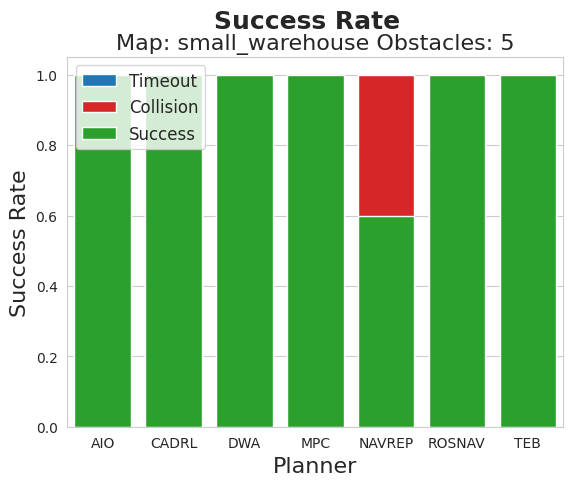 Success Rate
Map: small_warehouse Obstacles: 5
Timeout
Collision
Success
Success Rate
1.0
0.8
0.6
0.4
0.2
0.0
AIO CADRL DWA MPC NAVREP ROSNAV TEB
Planner